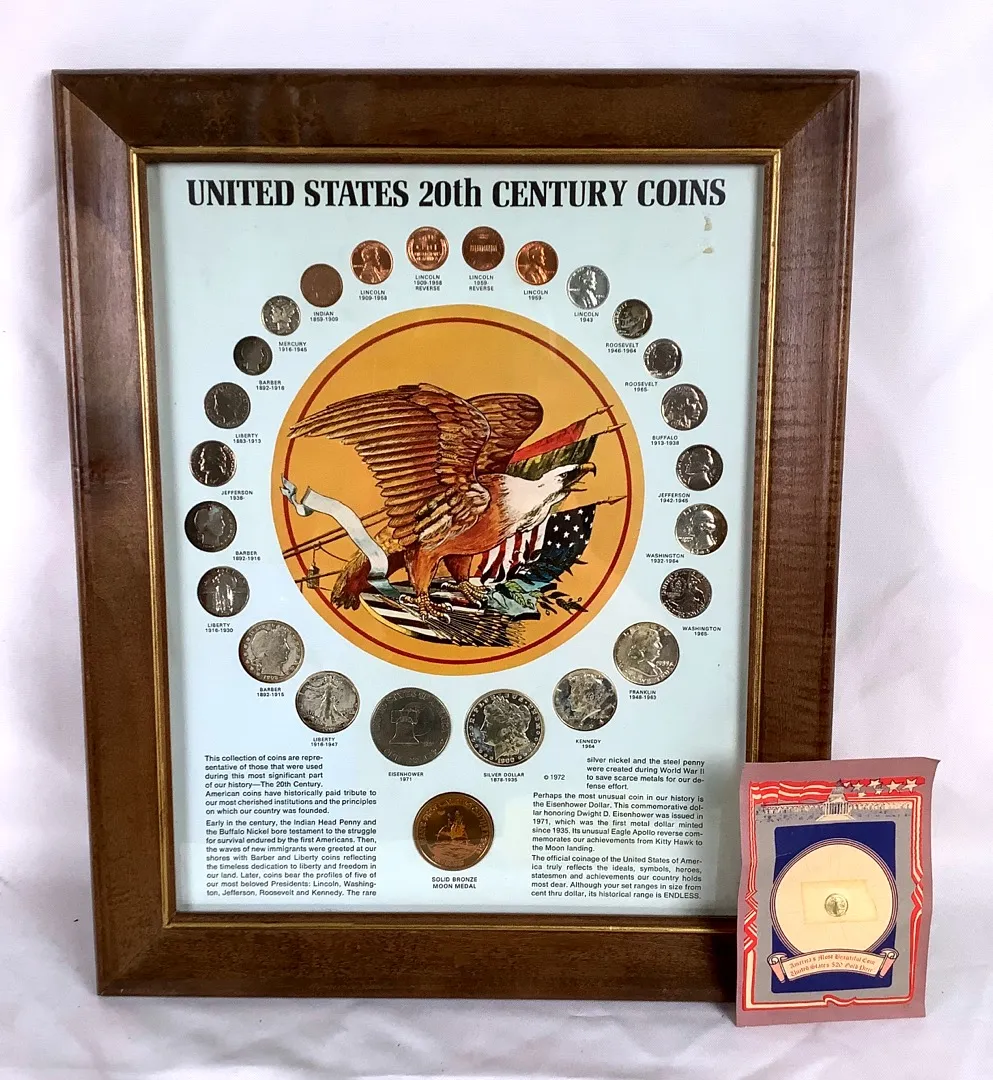 UNITED STATES 20th CENTURY COINS
LINCOLN
1909-1958
REVERSE
LINCOLN
1959-
REVERSE
LINCOLN
1909-1958
LINCOLN
1959-
INDIAN
1859-1909
LINCOLN
1943
MERCURY
1916-1945
ROOSEVELT
1946-1964
BARBER
1892-1916
ROOSEVELT
1965-
LIBERTY
1883-1913
BUFFALO
1913-1938
JEFFERSON
1938-
JEFFERSON
1942-1945
BARBER
1892-1916
WASHINGTON
1932-1964
LIBERTY
1916-1930
WASHINGTON
1965-
BARBER
1892-1915
FRANKLIN
1948-1963
LIBERTY
1916-1947
KENNEDY
1964
EISENHOWER
1971-
SILVER DOLLAR
1878-1935
© 1972
This collection of coins are repre-
sentative of those that were used
during this most significant part
of our history—The 20th Century.
American coins have historically paid tribute to
our most cherished institutions and the principles
on which our country was founded.
Early in the century, the Indian Head Penny and
the Buffalo Nickel bore testament to the struggle
for survival endured by the first Americans. Then,
the waves of new immigrants were greeted at our
shores with Barber and Liberty coins reflecting
the timeless dedication to liberty and freedom in
our land. Later, coins bear the profiles of five of
our most beloved Presidents: Lincoln, Washing-
ton, Jefferson, Roosevelt and Kennedy. The rare
SOLID BRONZE
MOON MEDAL
silver nickel and the steel penny
were created during World War II
to save scarce metals for our de-
fense effort.
Perhaps the most unusual coin in our history is
the Eisenhower Dollar. This commemorative dol-
lar honoring Dwight D. Eisenhower was issued in
1971, which was the first metal dollar minted
since 1935. Its unusual Eagle Apollo reverse com-
memorates our achievements from Kitty Hawk to
the Moon landing.
The official coinage of the United States of Amer-
ica truly reflects the ideals, symbols, heroes,
statesmen and achievements our country holds
most dear. Although your set ranges in size from
cent thru dollar, its historical range is ENDLESS.
America's Most Beautiful Coin
United States $20 Gold Piece